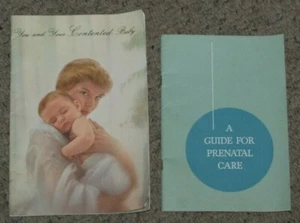 You and Your Contented Baby
A
GUIDE FOR
PRENATAL
CARE